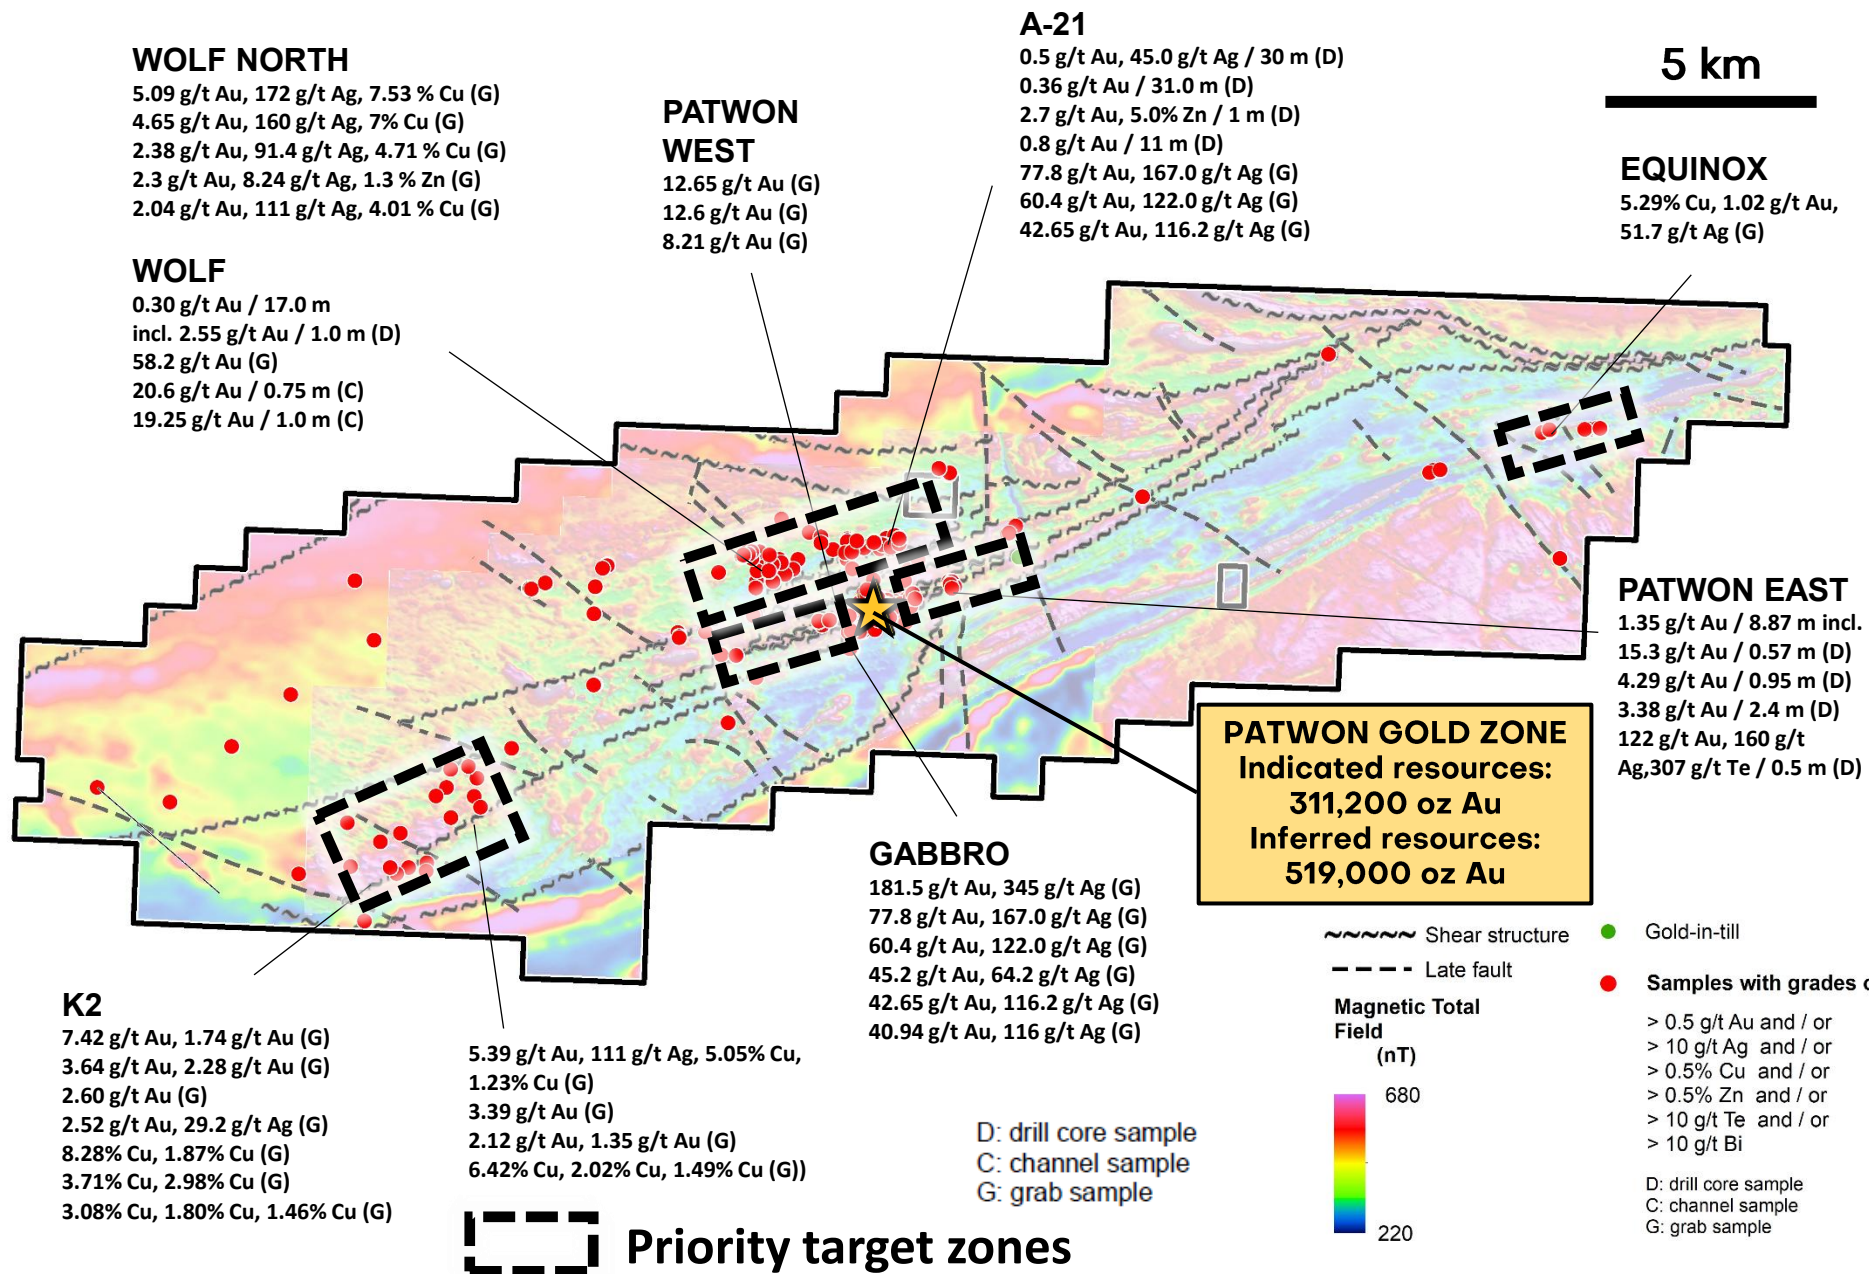 WOLF NORTH
5.09 g/t Au, 172 g/t Ag, 7.53 % Cu (G)
4.65 g/t Au, 160 g/t Ag, 7% Cu (G)
2.38 g/t Au, 91.4 g/t Ag, 4.71 % Cu (G)
2.3 g/t Au, 8.24 g/t Ag, 1.3 % Zn (G)
2.04 g/t Au, 111 g/t Ag, 4.01 % Cu (G)
WOLF
0.30 g/t Au / 17.0 m
incl. 2.55 g/t Au / 1.0 m (D)
58.2 g/t Au (G)
20.6 g/t Au / 0.75 m (C)
19.25 g/t Au / 1.0 m (C)
PATWON
WEST
12.65 g/t Au (G)
12.6 g/t Au (G)
8.21 g/t Au (G)
A-21
0.5 g/t Au, 45.0 g/t Ag / 30 m (D)
0.36 g/t Au / 31.0 m (D)
2.7 g/t Au, 5.0% Zn / 1 m (D)
0.8 g/t Au / 11 m (D)
77.8 g/t Au, 167.0 g/t Ag (G)
60.4 g/t Au, 122.0 g/t Ag (G)
42.65 g/t Au, 116.2 g/t Ag (G)
5 km
EQUINOX
5.29% Cu, 1.02 g/t Au,
51.7 g/t Ag (G)
PATWON EAST
1.35 g/t Au / 8.87 m incl.
15.3 g/t Au / 0.57 m (D)
4.29 g/t Au / 0.95 m (D)
3.38 g/t Au / 2.4 m (D)
122 g/t Au, 160 g/t
Ag,307 g/t Te / 0.5 m (D)
PATWON GOLD ZONE
Indicated resources:
311,200 oz Au
Inferred resources:
519,000 oz Au
GABBRO
181.5 g/t Au, 345 g/t Ag (G)
77.8 g/t Au, 167.0 g/t Ag (G)
60.4 g/t Au, 122.0 g/t Ag (G)
45.2 g/t Au, 64.2 g/t Ag (G)
42.65 g/t Au, 116.2 g/t Ag (G)
40.94 g/t Au, 116 g/t Ag (G)
K2
7.42 g/t Au, 1.74 g/t Au (G)
3.64 g/t Au, 2.28 g/t Au (G)
2.60 g/t Au (G)
2.52 g/t Au, 29.2 g/t Ag (G)
8.28% Cu, 1.87% Cu (G)
3.71% Cu, 2.98% Cu (G)
3.08% Cu, 1.80% Cu, 1.46% Cu (G)
5.39 g/t Au, 111 g/t Ag, 5.05% Cu,
1.23% Cu (G)
3.39 g/t Au (G)
2.12 g/t Au, 1.35 g/t Au (G)
6.42% Cu, 2.02% Cu, 1.49% Cu (G))
Priority target zones
D: drill core sample
C: channel sample
G: grab sample
Shear structure
Late fault
Magnetic Total
Field
(nT)
680
220
Gold-in-till
Samples with grades
> 0.5 g/t Au and / or
> 10 g/t Ag and / or
> 0.5% Cu and / or
> 0.5% Zn and / or
> 10 g/t Te and / or
> 10 g/t Bi
D: drill core sample
C: channel sample
G: grab sample